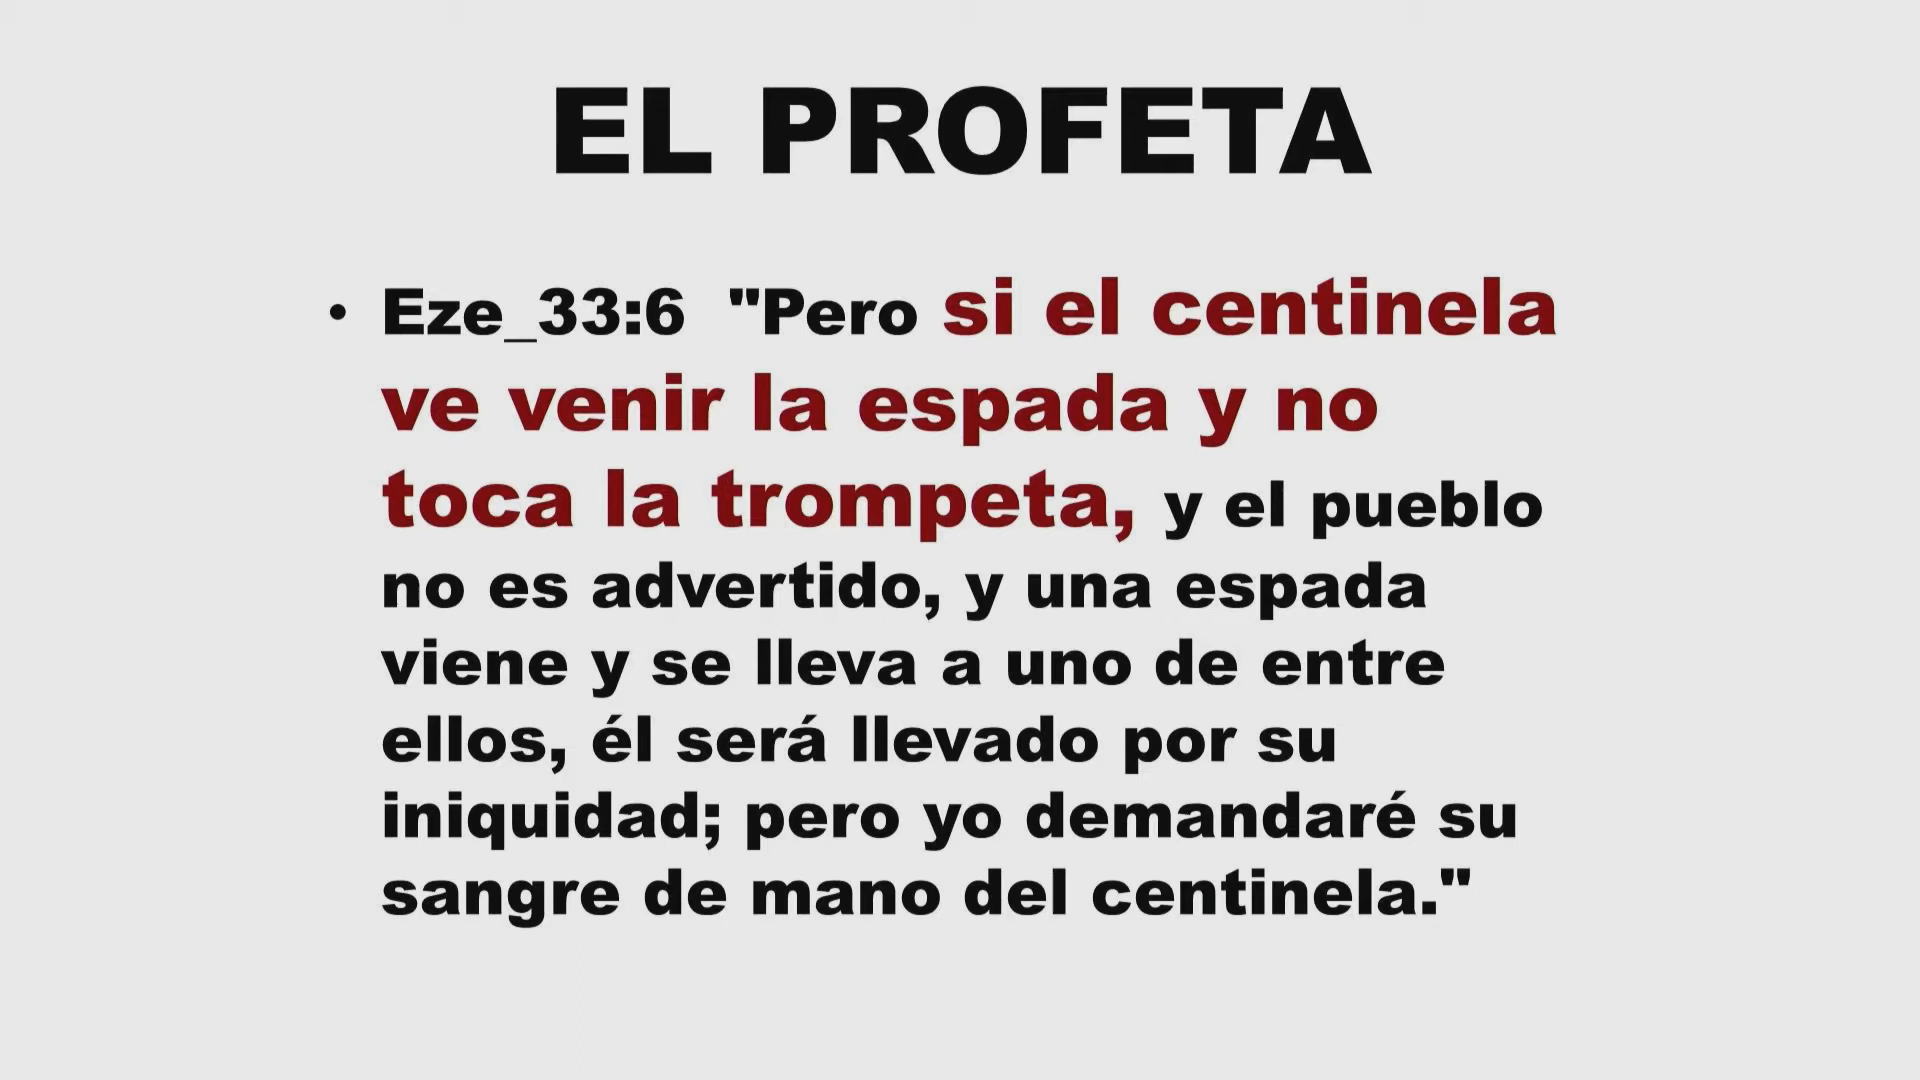 EL PROFETA
• Eze_33:6  "Pero si el centinela
ve venir la espada y no
toca la trompeta, y el pueblo
no es advertido, y una espada
viene y se lleva a uno de entre
ellos, él será llevado por su
iniquidad; pero yo demandaré su
sangre de mano del centinela."